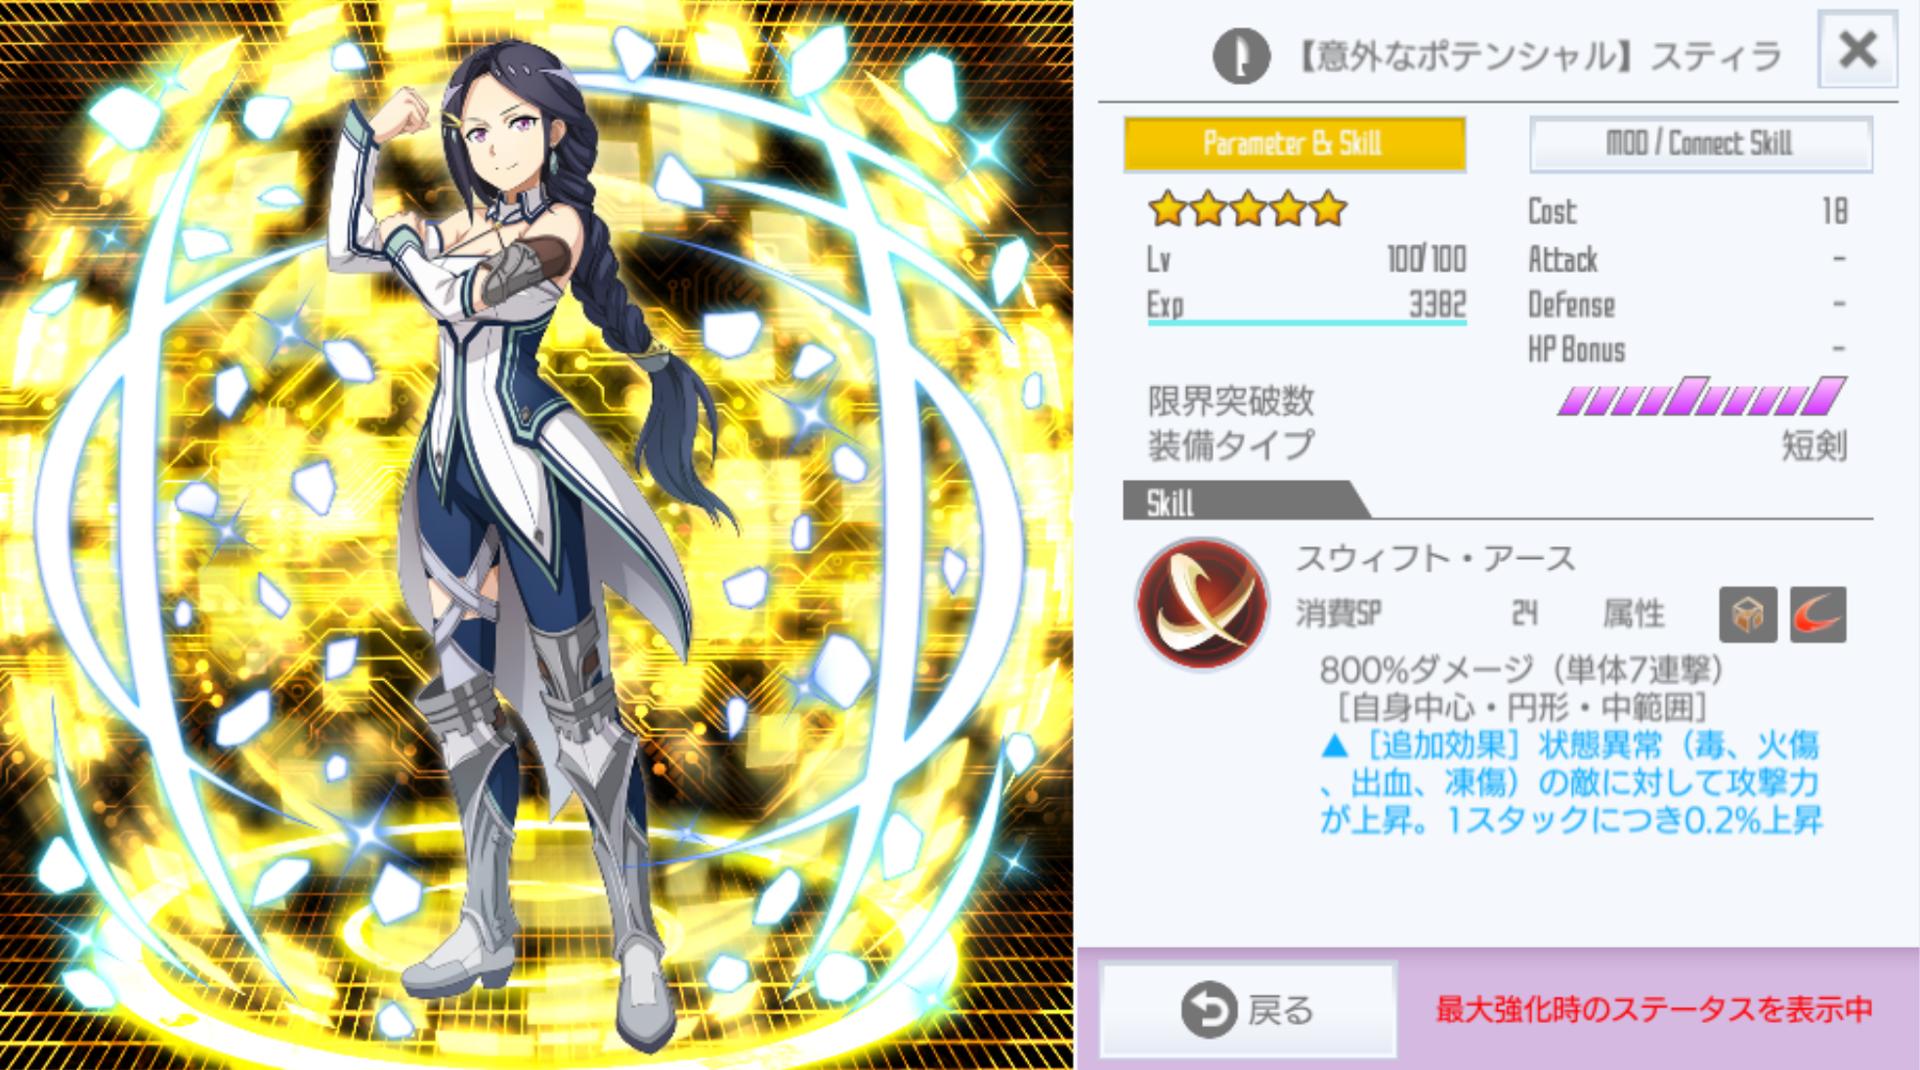 【意外なポテンシャル】スティラ
Parameter & Skill
MOD / Connect Skill
Cost 18
Lv 100/100
Attack -
Exp 3382
Defense -
HP Bonus -
限界突破数
装備タイプ 短剣
Skill
スウィフト・アース
消費SP 24 属性
800%ダメージ（単体7連撃）
［自身中心・円形・中範囲］
▲［追加効果］状態異常（毒、火傷
、出血、凍傷）の敵に対して攻撃力
が上昇。1スタックにつき0.2%上昇
戻る
最大強化時のステータスを表示中